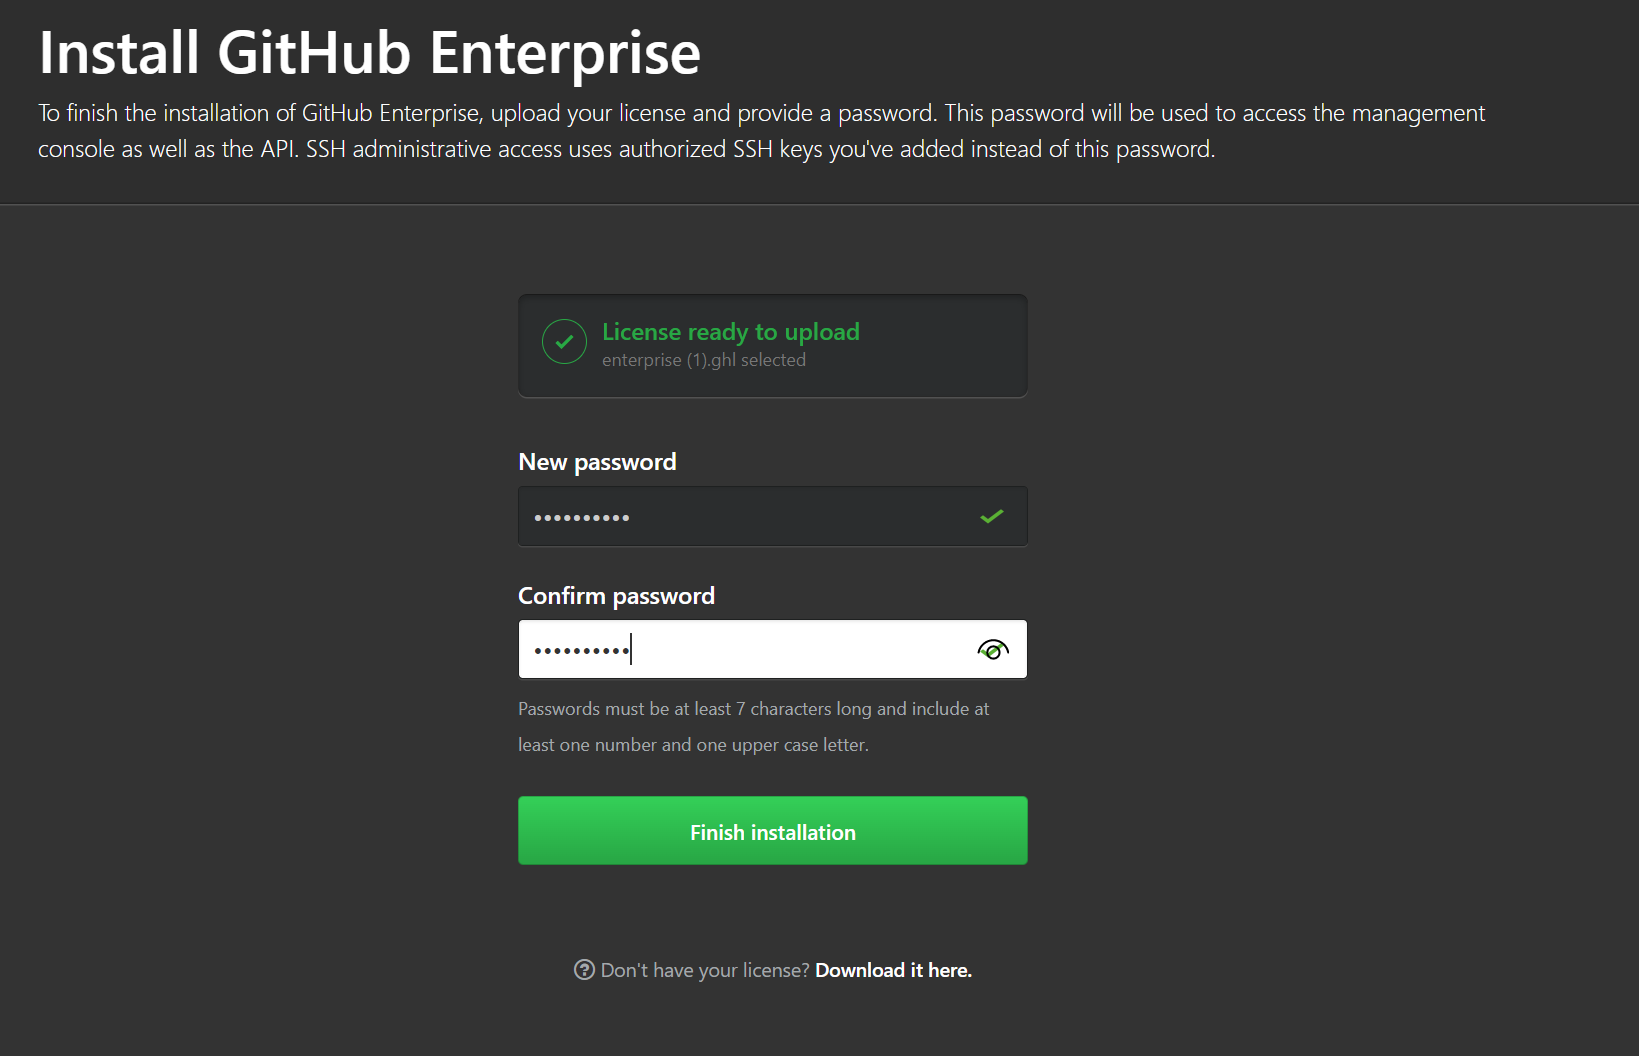 Install GitHub Enterprise
To finish the installation of GitHub Enterprise, upload your license and provide a password. This password will be used to access the management
console as well as the API. SSH administrative access uses authorized SSH keys you've added instead of this password.
License ready to upload
enterprise (1).ghl selected
New password
••••••••••
Confirm password
••••••••••
Passwords must be at least 7 characters long and include at
least one number and one upper case letter.
Finish installation
Don't have your license? Download it here.